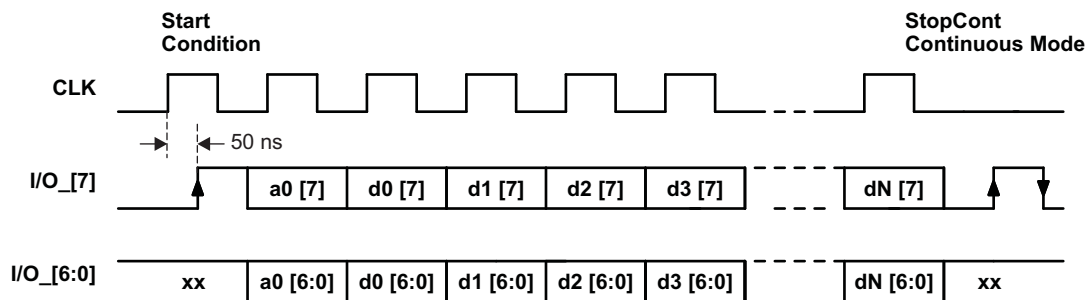 Start
Condition
StopCont
Continuous Mode
CLK
50 ns
I/O_[7]
a0 [7] d0 [7] d1 [7] d2 [7] d3 [7] dN [7]
I/O_[6:0]
xx a0 [6:0] d0 [6:0] d1 [6:0] d2 [6:0] d3 [6:0] dN [6:0] xx